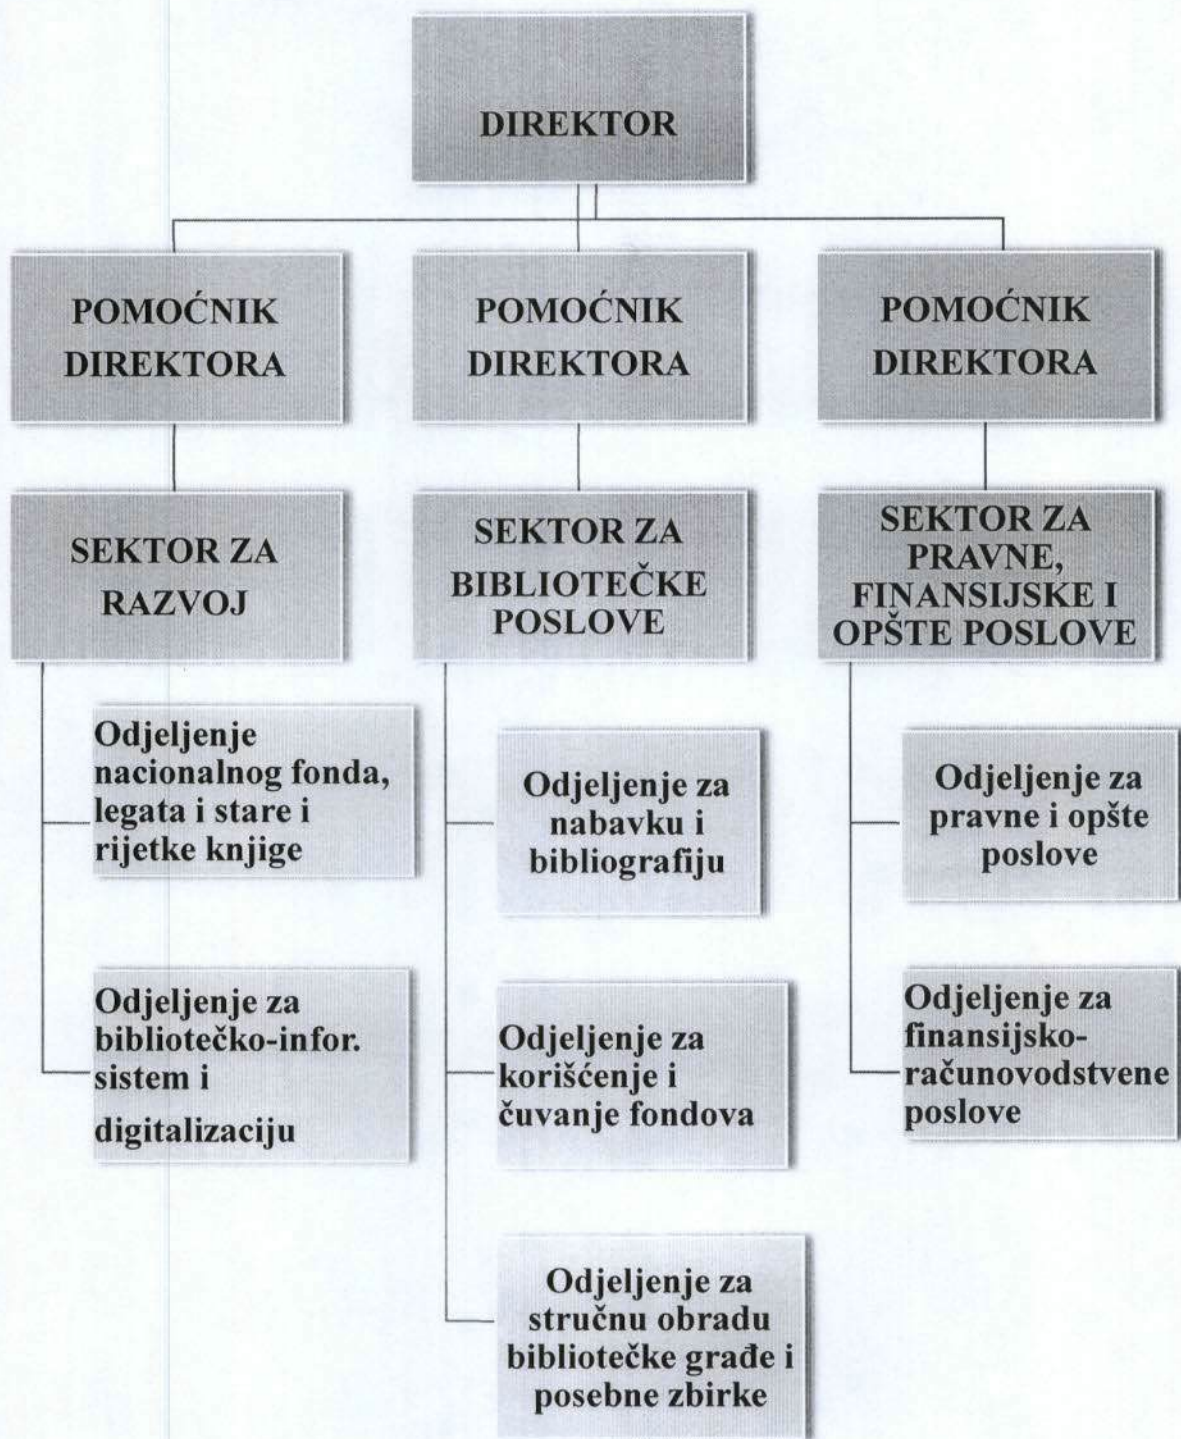 DIREKTOR
POMOĆNIK
DIREKTORA
POMOĆNIK
DIREKTORA
POMOĆNIK
DIREKTORA
SEKTOR ZA
RAZVOJ
SEKTOR ZA
BIBLIOTEČKE
POSLOVE
SEKTOR ZA
PRAVNE,
FINANSIJSKE I
OPŠTE POSLOVE
Odjeljenje
nacionalnog fonda,
legata i stare i
rijetke knjige
Odjeljenje za
nabavku i
bibliografiju
Odjeljenje za
pravne i opšte
poslove
Odjeljenje za
bibliotečko-infor.
sistem i
digitalizaciju
Odjeljenje za
korišćenje i
čuvanje fondova
Odjeljenje za
finansijsko-
računovodstvene
poslove
Odjeljenje za
stručnu obradu
bibliotečke građe i
posebne zbirke